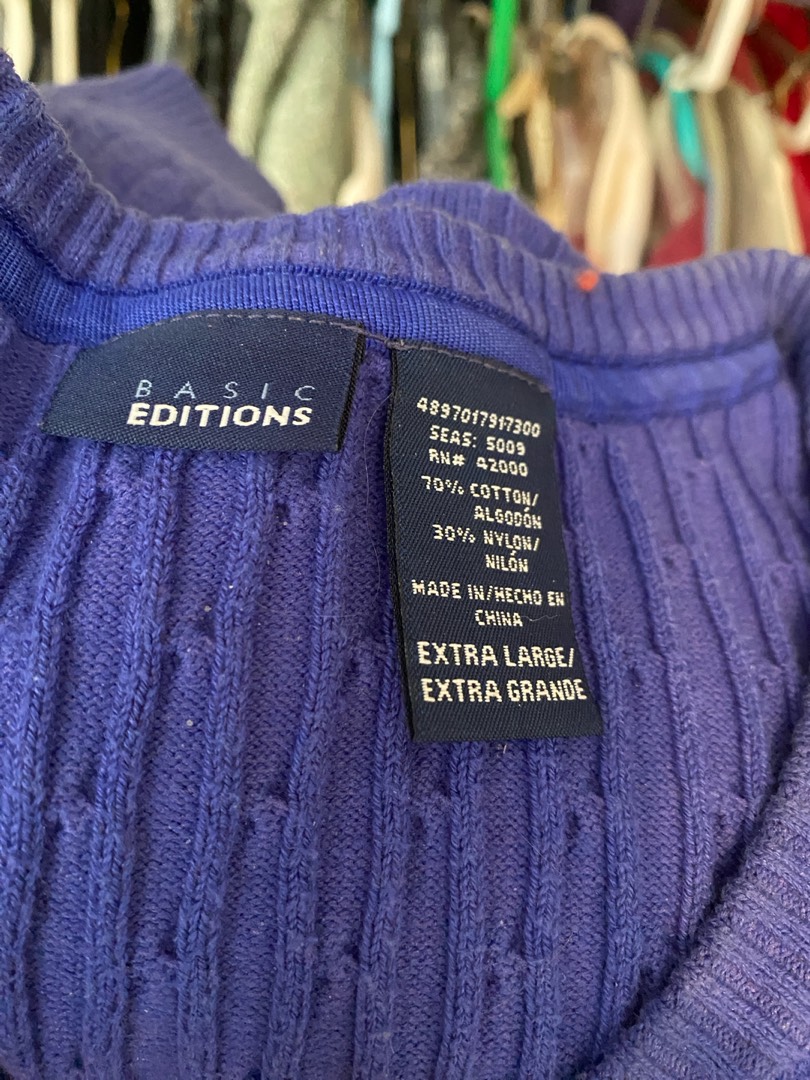 BASIC
EDITIONS
4897017917300
SEAS: 5009
RN# 42000
70% COTTON/
ALGODÓN
30% NYLON/
NILÓN
MADE IN/HECHO EN
CHINA
EXTRA LARGE/
EXTRA GRANDE